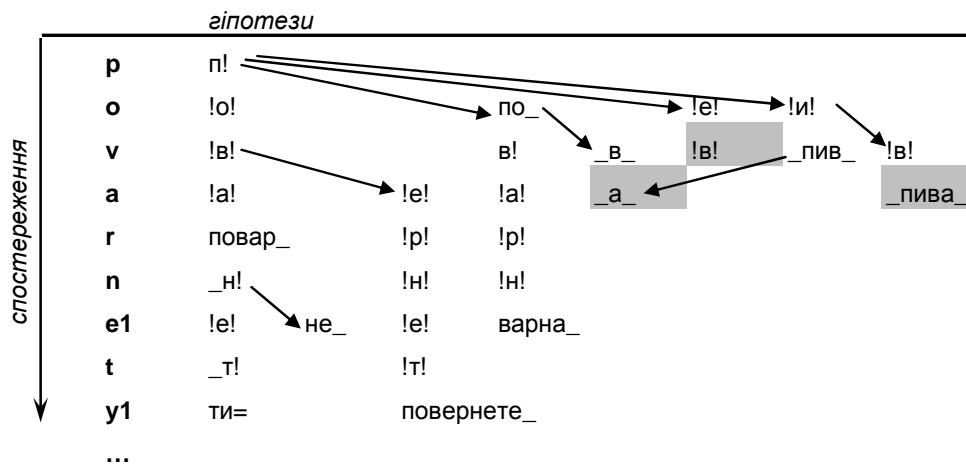 гіпотези
спостереження
p п!
o !о! по_ !е! !и!
v !в! в! _в_ !в! _пив_ !в!
a !а! !е! !а! _а_ _пива_
r повар_ !р! !р!
n _н! !н! !н!
e1 !е! не_ !е! варна_
t _т! !т!
y1 ти= повернете_
...